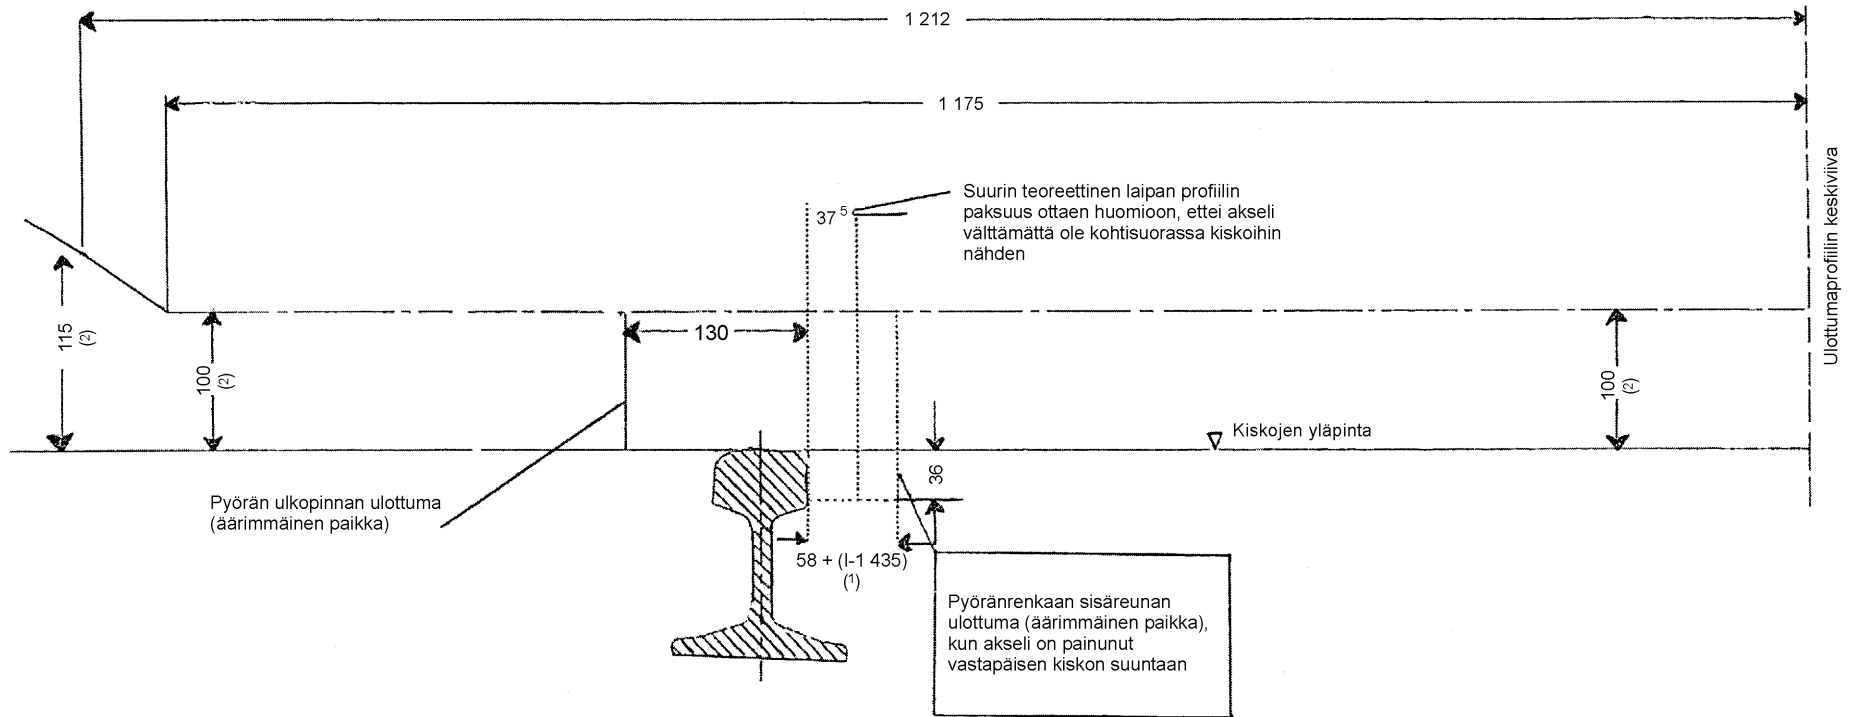 1 212
1 175
Suurin teoreettinen laipan profiilin
paksuus ottaen huomioon, ettei akseli
välttämättä ole kohtisuorassa kiskoihin
nähden
37 5
Ulottumaprofiilin keskiviva
115
(2)
100
(2)
130
100
(2)
Kiskojen yläpinta
36
Pyörän ulkopinnan ulottuma
(äärimmäinen paikka)
58 + (l-1 435)
(1)
Pyöränrenkaan sisäreunan
ulottuma (äärimmäinen paikka),
kun akseli on painunut
vastapäisen kiskon suuntaan